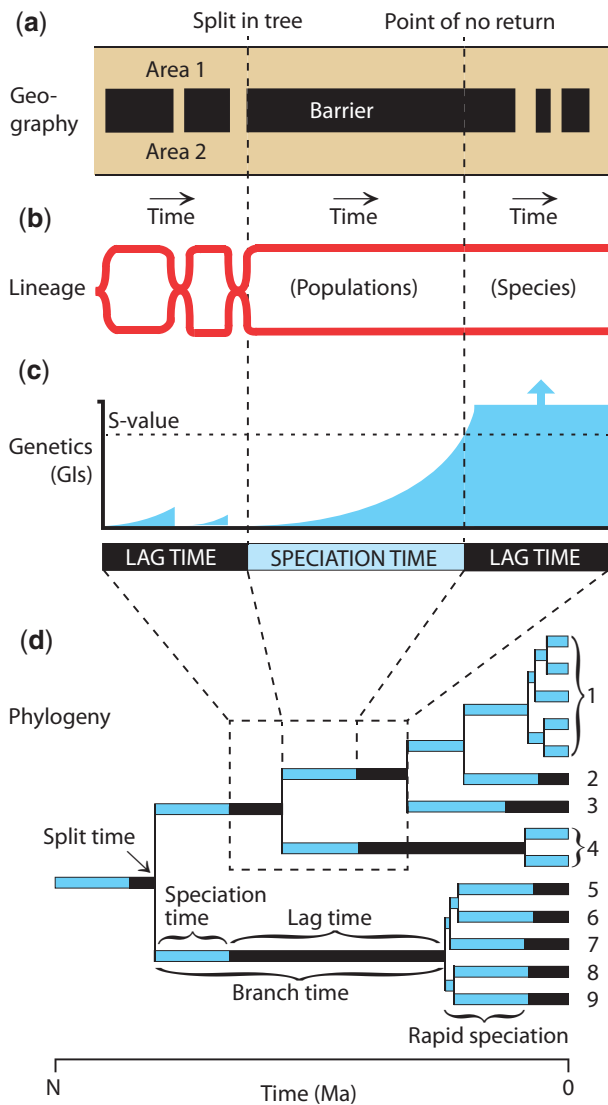 Split in tree
Point of no return
(a)
Area 1
Geo-
graphy
Barrier
Area 2
Time
Time
Time
(b)
Lineage
(Populations)
(Species)
(c)
S-value
Genetics
(GIs)
LAG TIME
SPECIATION TIME
LAG TIME
(d)
Phylogeny
1
2
3
4
Split time
Speciation
time
Lag time
Branch time
5
6
7
8
9
Rapid speciation
N
Time (Ma)
0